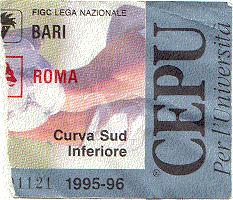 FIGC LEGA NAZIONALE
BARI
ROMA
Curva Sud
Inferiore
1121 1995-96
CEPU
®
Per l'Università